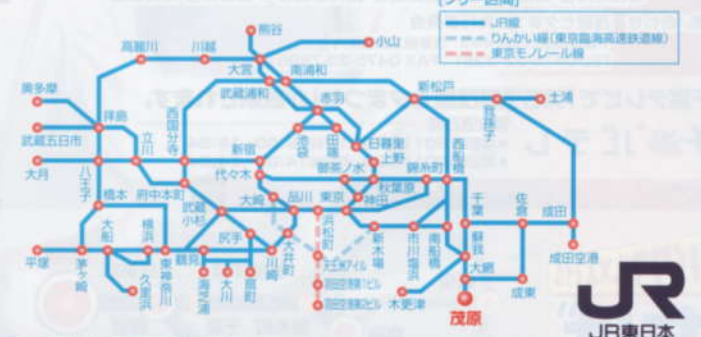 [フリー区間]
JR線
りんかい線(東京臨海高速鉄道線)
東京モノレール線
熊谷
小山
高麗川
川越
大宮
南浦和
武蔵浦和
新松戸
我孫子
土浦
奥多摩
拝島
西国分寺
赤羽
武蔵五日市
立川
池袋
田端
日暮里
上野
西船橋
大月
新宿
御茶ノ水
錦糸町
八王子
府中本町
代々木
秋葉原
千葉
佐倉
成田
橋本
武蔵小杉
大崎
品川
東京
神田
浜松町
新木場
市川塩浜
南船橋
蘇我
成田空港
大船
横浜
尻手
大井町
平塚
茅ヶ崎
東神奈川
鶴見
川崎
天王洲アイル
大網
成東
久里浜
海芝浦
大川
扇町
羽田空港第1ビル
羽田空港第2ビル
木更津
茂原
JR
JR東日本